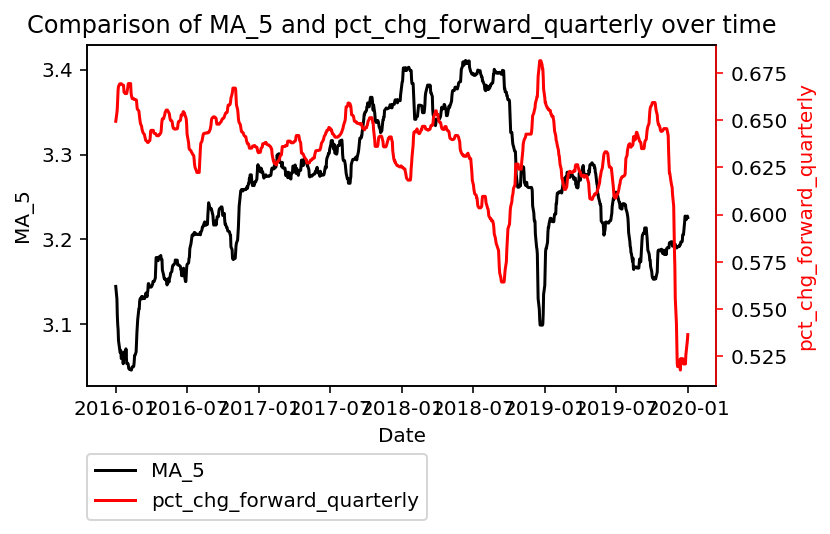 Comparison of MA_5 and pct_chg_forward_quarterly over time
3.4
3.3
3.2
3.1
MA_5
0.675
0.650
0.625
0.600
0.575
0.550
0.525
pct_chg_forward_quarterly
2016-01 2016-07 2017-01 2017-07 2018-01 2018-07 2019-01 2019-07 2020-01
Date
MA_5
pct_chg_forward_quarterly